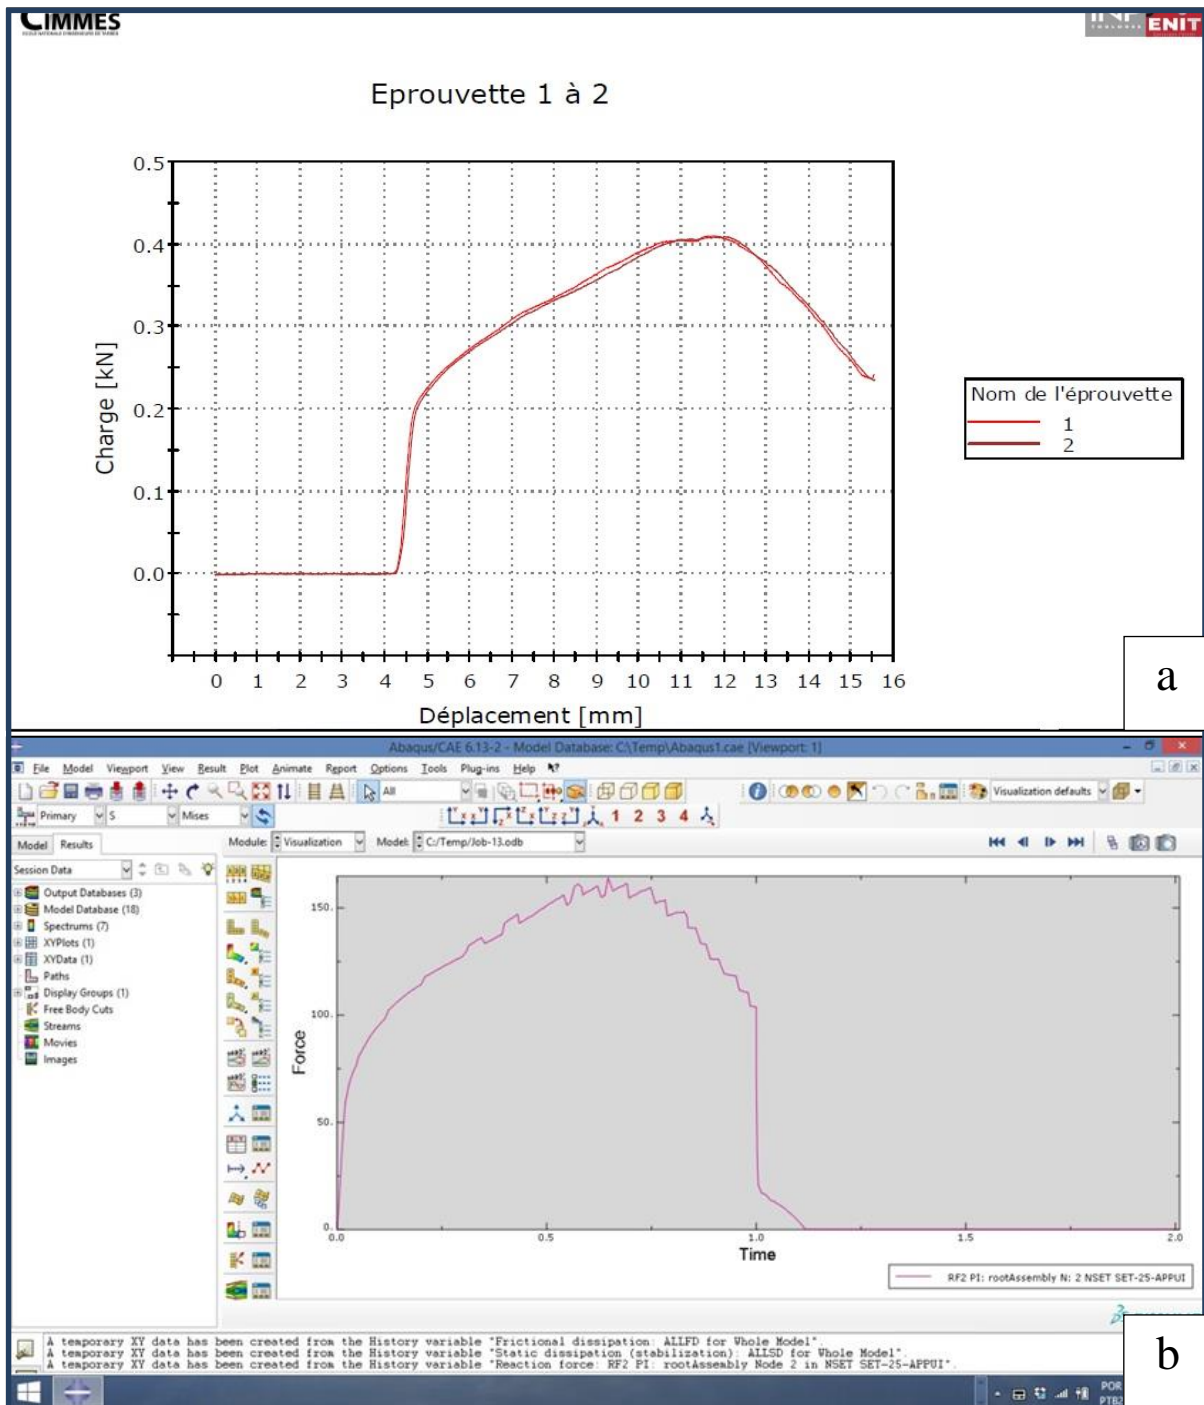 CIMMES
ECOLE NATIONALE D'INGENIEURS DE TARBES
ENIT
Eprouvette 1 à 2
0.5
0.4
0.3
0.2
0.1
0.0
Charge [kN]
0 1 2 3 4 5 6 7 8 9 10 11 12 13 14 15 16
Déplacement [mm]
Nom de l'éprouvette
1
2
a
Abaqus/CAE 6.13-2 - Model Database: C:\Temp\Abaqus1.cae [Viewport: 1]
File Model Viewport View Result Plot Animate Report Options Tools Plug-ins Help
All
Visualization defaults
Primary S Mises
1 2 3 4
Model Results
Module: Visualization Model: C:/Temp/Job-13.odb
Session Data
Output Databases (3)
Model Database (18)
Spectrums (7)
XYPlots (1)
XYData (1)
Paths
Display Groups (1)
Free Body Cuts
Streams
Movies
Images
150.
100.
50.
0.
Force
0.0 0.5 1.0 1.5 2.0
Time
RF2 PI: rootAssembly N: 2 NSET SET-25-APPUI
A temporary XY data has been created from the History variable "Frictional dissipation: ALLFD for Whole Model".
A temporary XY data has been created from the History variable "Static dissipation (stabilization): ALLSD for Whole Model".
A temporary XY data has been created from the History variable "Reaction force: RF2 PI: rootAssembly Node 2 in NSET SET-25-APPUI".
b
POR
PTB2